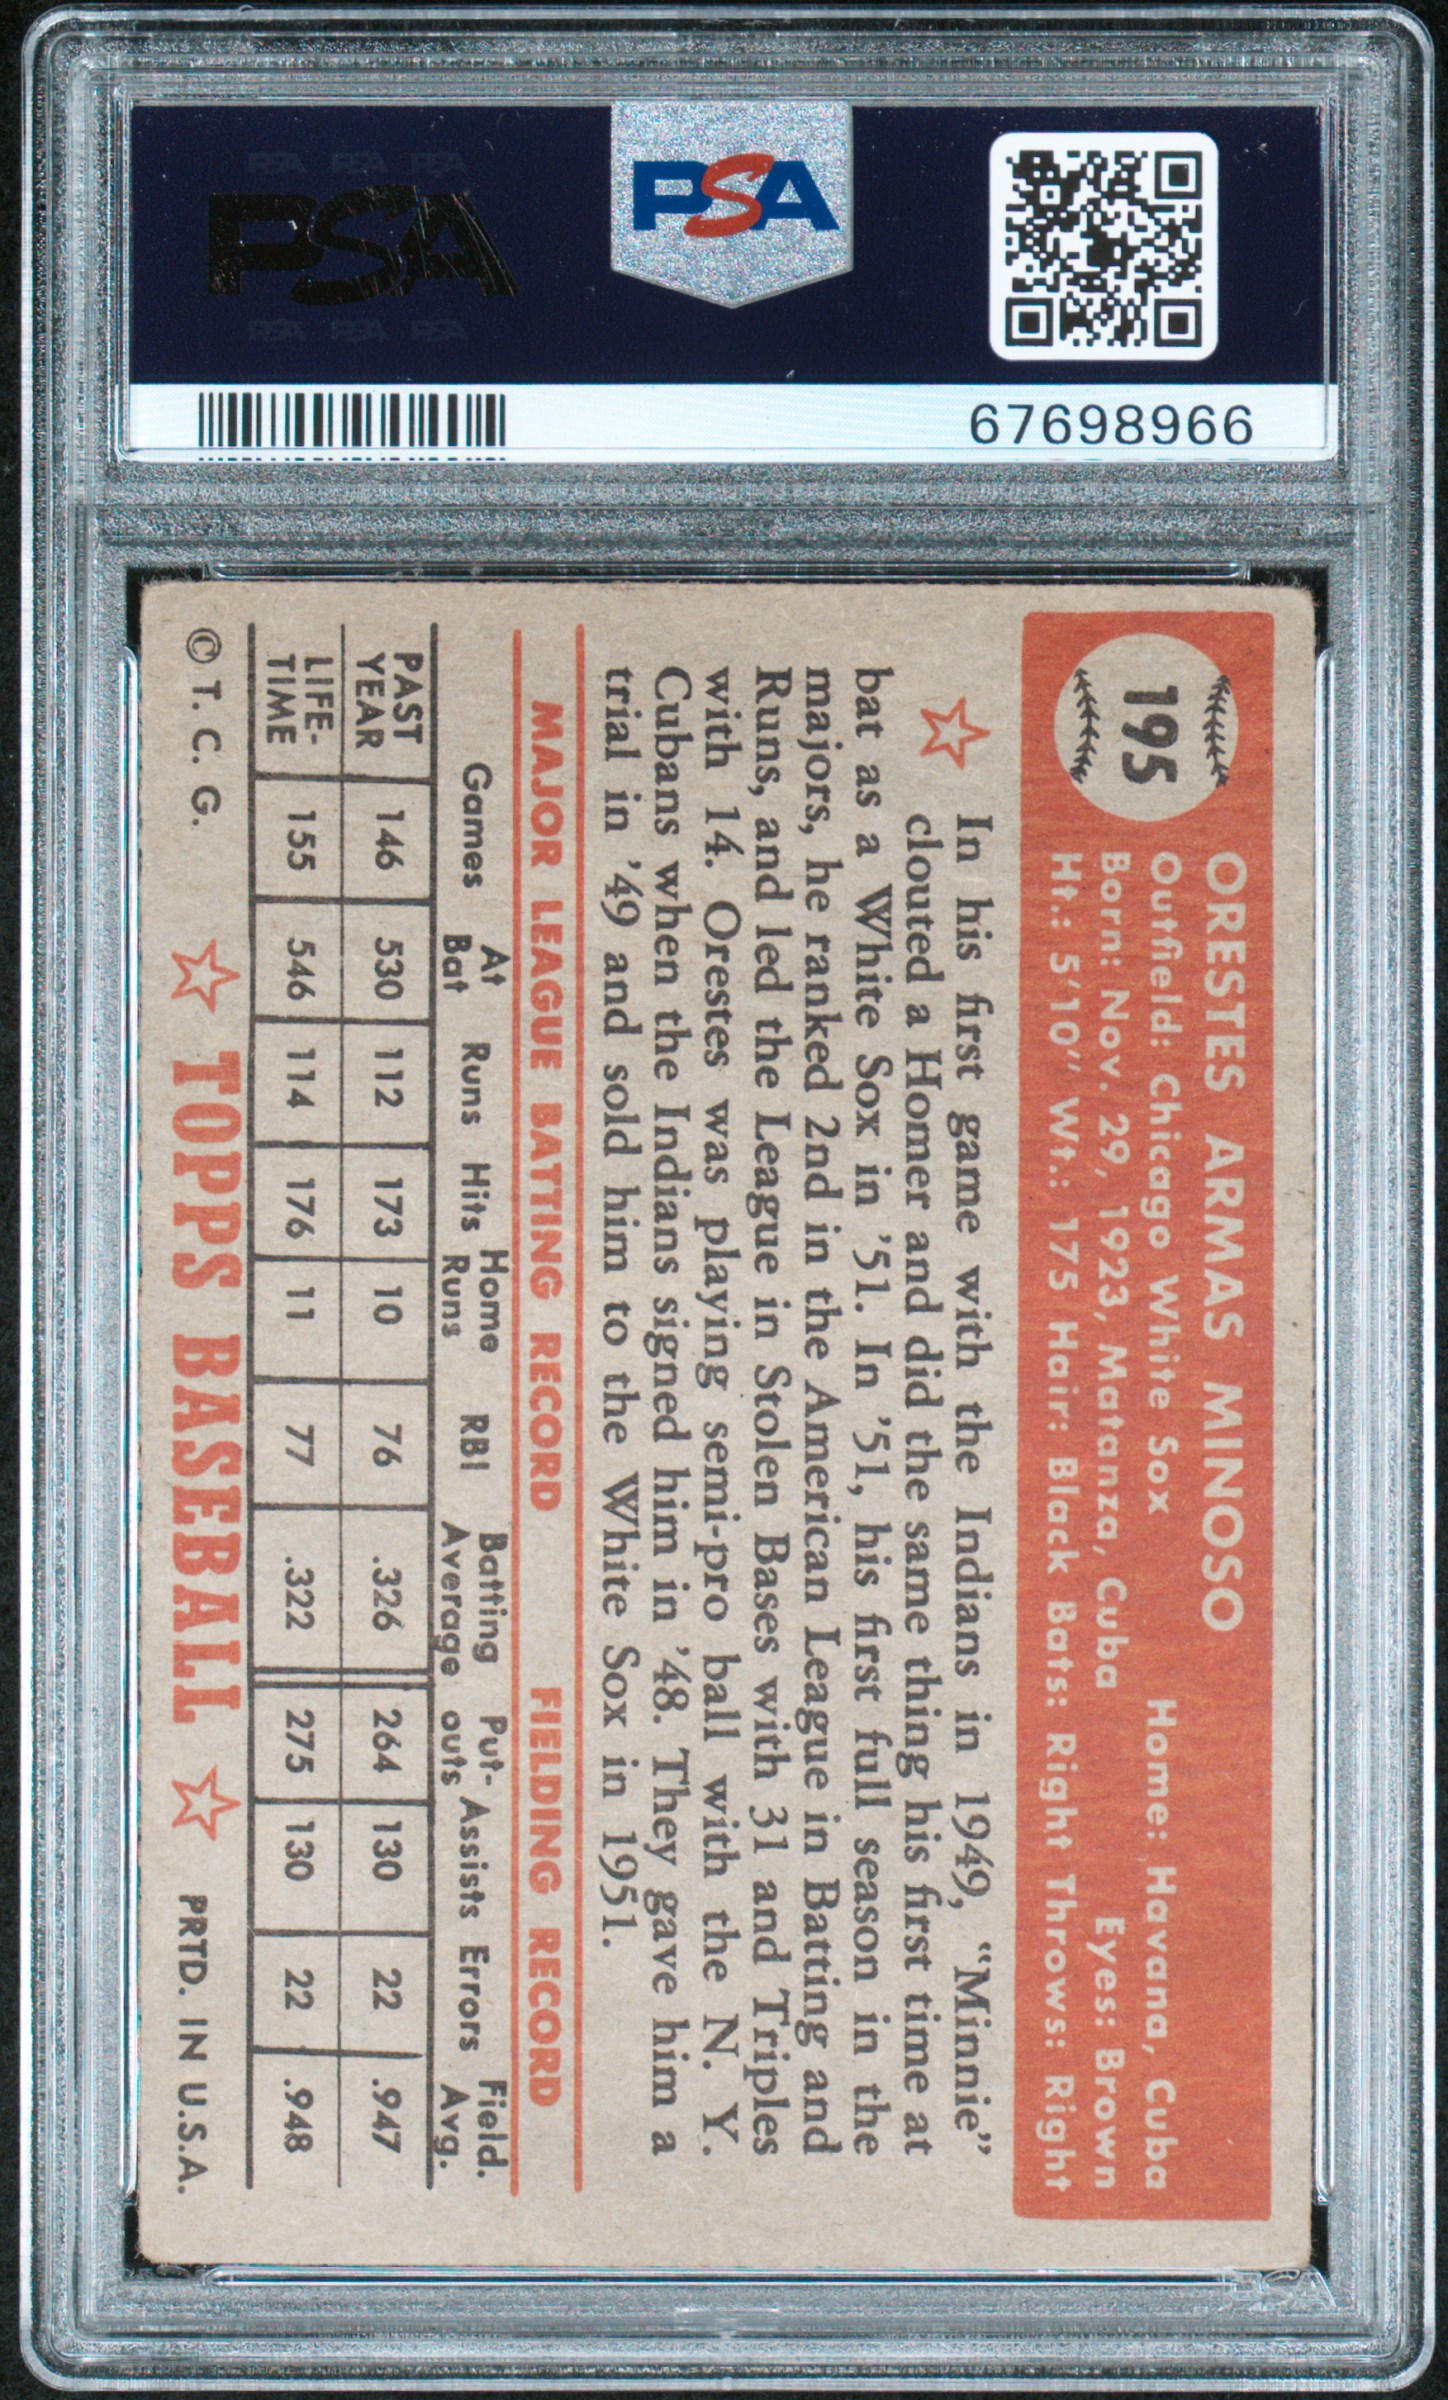 PSA PSA PSA
PSA
PSA PSA PSA
PSA
67698966
195
ORESTES ARMAS MINOSO
Outfield: Chicago White Sox Home: Havana, Cuba
Born: Nov. 29, 1923, Matanza, Cuba Eyes: Brown
Ht.: 5'10" Wt.: 175 Hair: Black Bats: Right Throws: Right
In his first game with the Indians in 1949, "Minnie"
clouted a Homer and did the same thing his first time at
bat as a White Sox in '51. In '51, his first full season in the
majors, he ranked 2nd in the American League in Batting and
Runs, and led the League in Stolen Bases with 31 and Triples
with 14. Orestes was playing semi-pro ball with the N. Y.
Cubans when the Indians signed him in '48. They gave him a
trial in '49 and sold him to the White Sox in 1951.
MAJOR LEAGUE BATTING RECORD FIELDING RECORD
Games At Bat Runs Hits Home Runs RBI Batting Average Put-outs Assists Errors Field. Avg.
PAST YEAR 146 530 112 173 10 76 .326 264 130 22 .947
LIFE-TIME 155 546 114 176 11 77 .322 275 130 22 .948
© T. C. G. TOPPS BASEBALL PRTD. IN U.S.A.
PSA